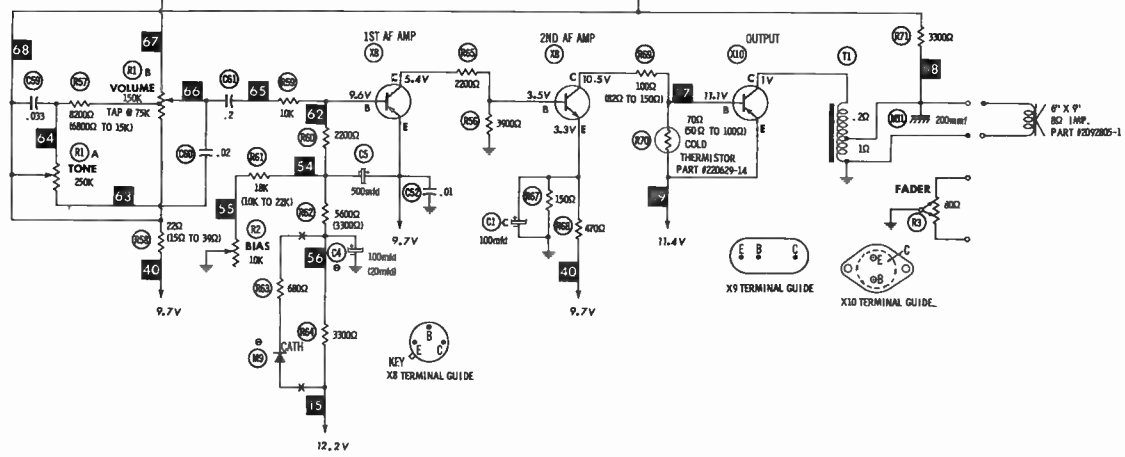 68
67
C59
.033
R57
8200Ω
(6800Ω TO 15K)
R1 B
VOLUME
150K
TAP @ 75K
66
C61
.2
65
R59
10K
62
64
R1 A
TONE
250K
63
C60
.02
R61
18K
(10K TO 22K)
R60
2200Ω
54
C5
500mfd
C52
.01
9.7V
R58
22Ω
(15Ω TO 39Ω)
40
9.7V
55
R2
BIAS
10K
R62
5600Ω
(3300Ω)
56
C4
100mfd
(20mfd)
R63
680Ω
R64
3300Ω
M9
CATH
15
12.2V
1ST AF AMP
X8
9.6V
B
C
5.4V
E
R65
2200Ω
R56
3900Ω
2ND AF AMP
X8
3.5V
B
C
10.5V
3.3V
E
C1
C
100mfd
R67
150Ω
R68
470Ω
40
9.7V
R69
100Ω
(82Ω TO 150Ω)
7
R70
70Ω
(50Ω TO 100Ω)
COLD
THERMISTOR
PART #220629-14
9
11.4V
OUTPUT
X10
11.1V
B
C
1V
E
T1
.2Ω
1Ω
R71
3300Ω
8
M31
200mmf
6" X 9"
8Ω IMP.
PART #2092805-1
FADER
R3
80Ω
KEY
B
E
C
X8 TERMINAL GUIDE
E B C
X9 TERMINAL GUIDE
E
C
B
X10 TERMINAL GUIDE